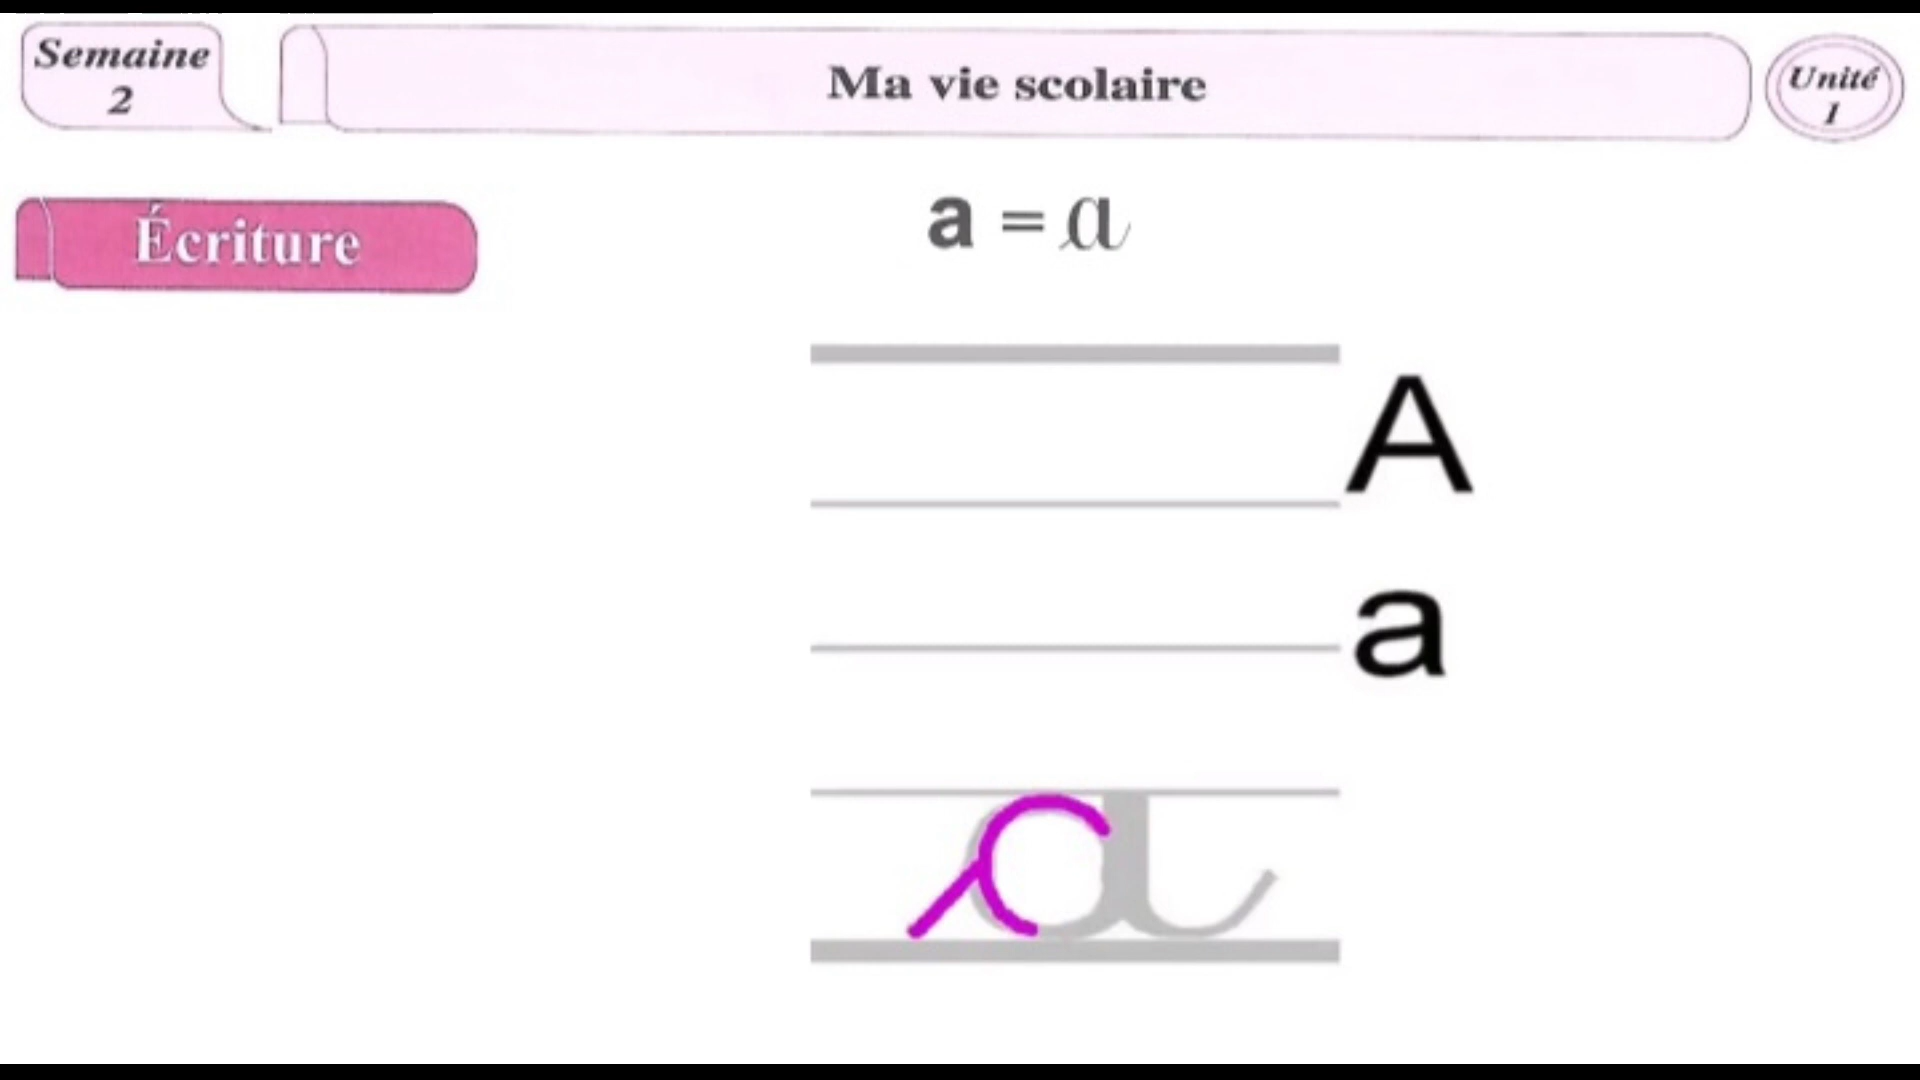 Semaine
2
Ma vie scolaire
Unité
1
Écriture
a = a
A
a
a